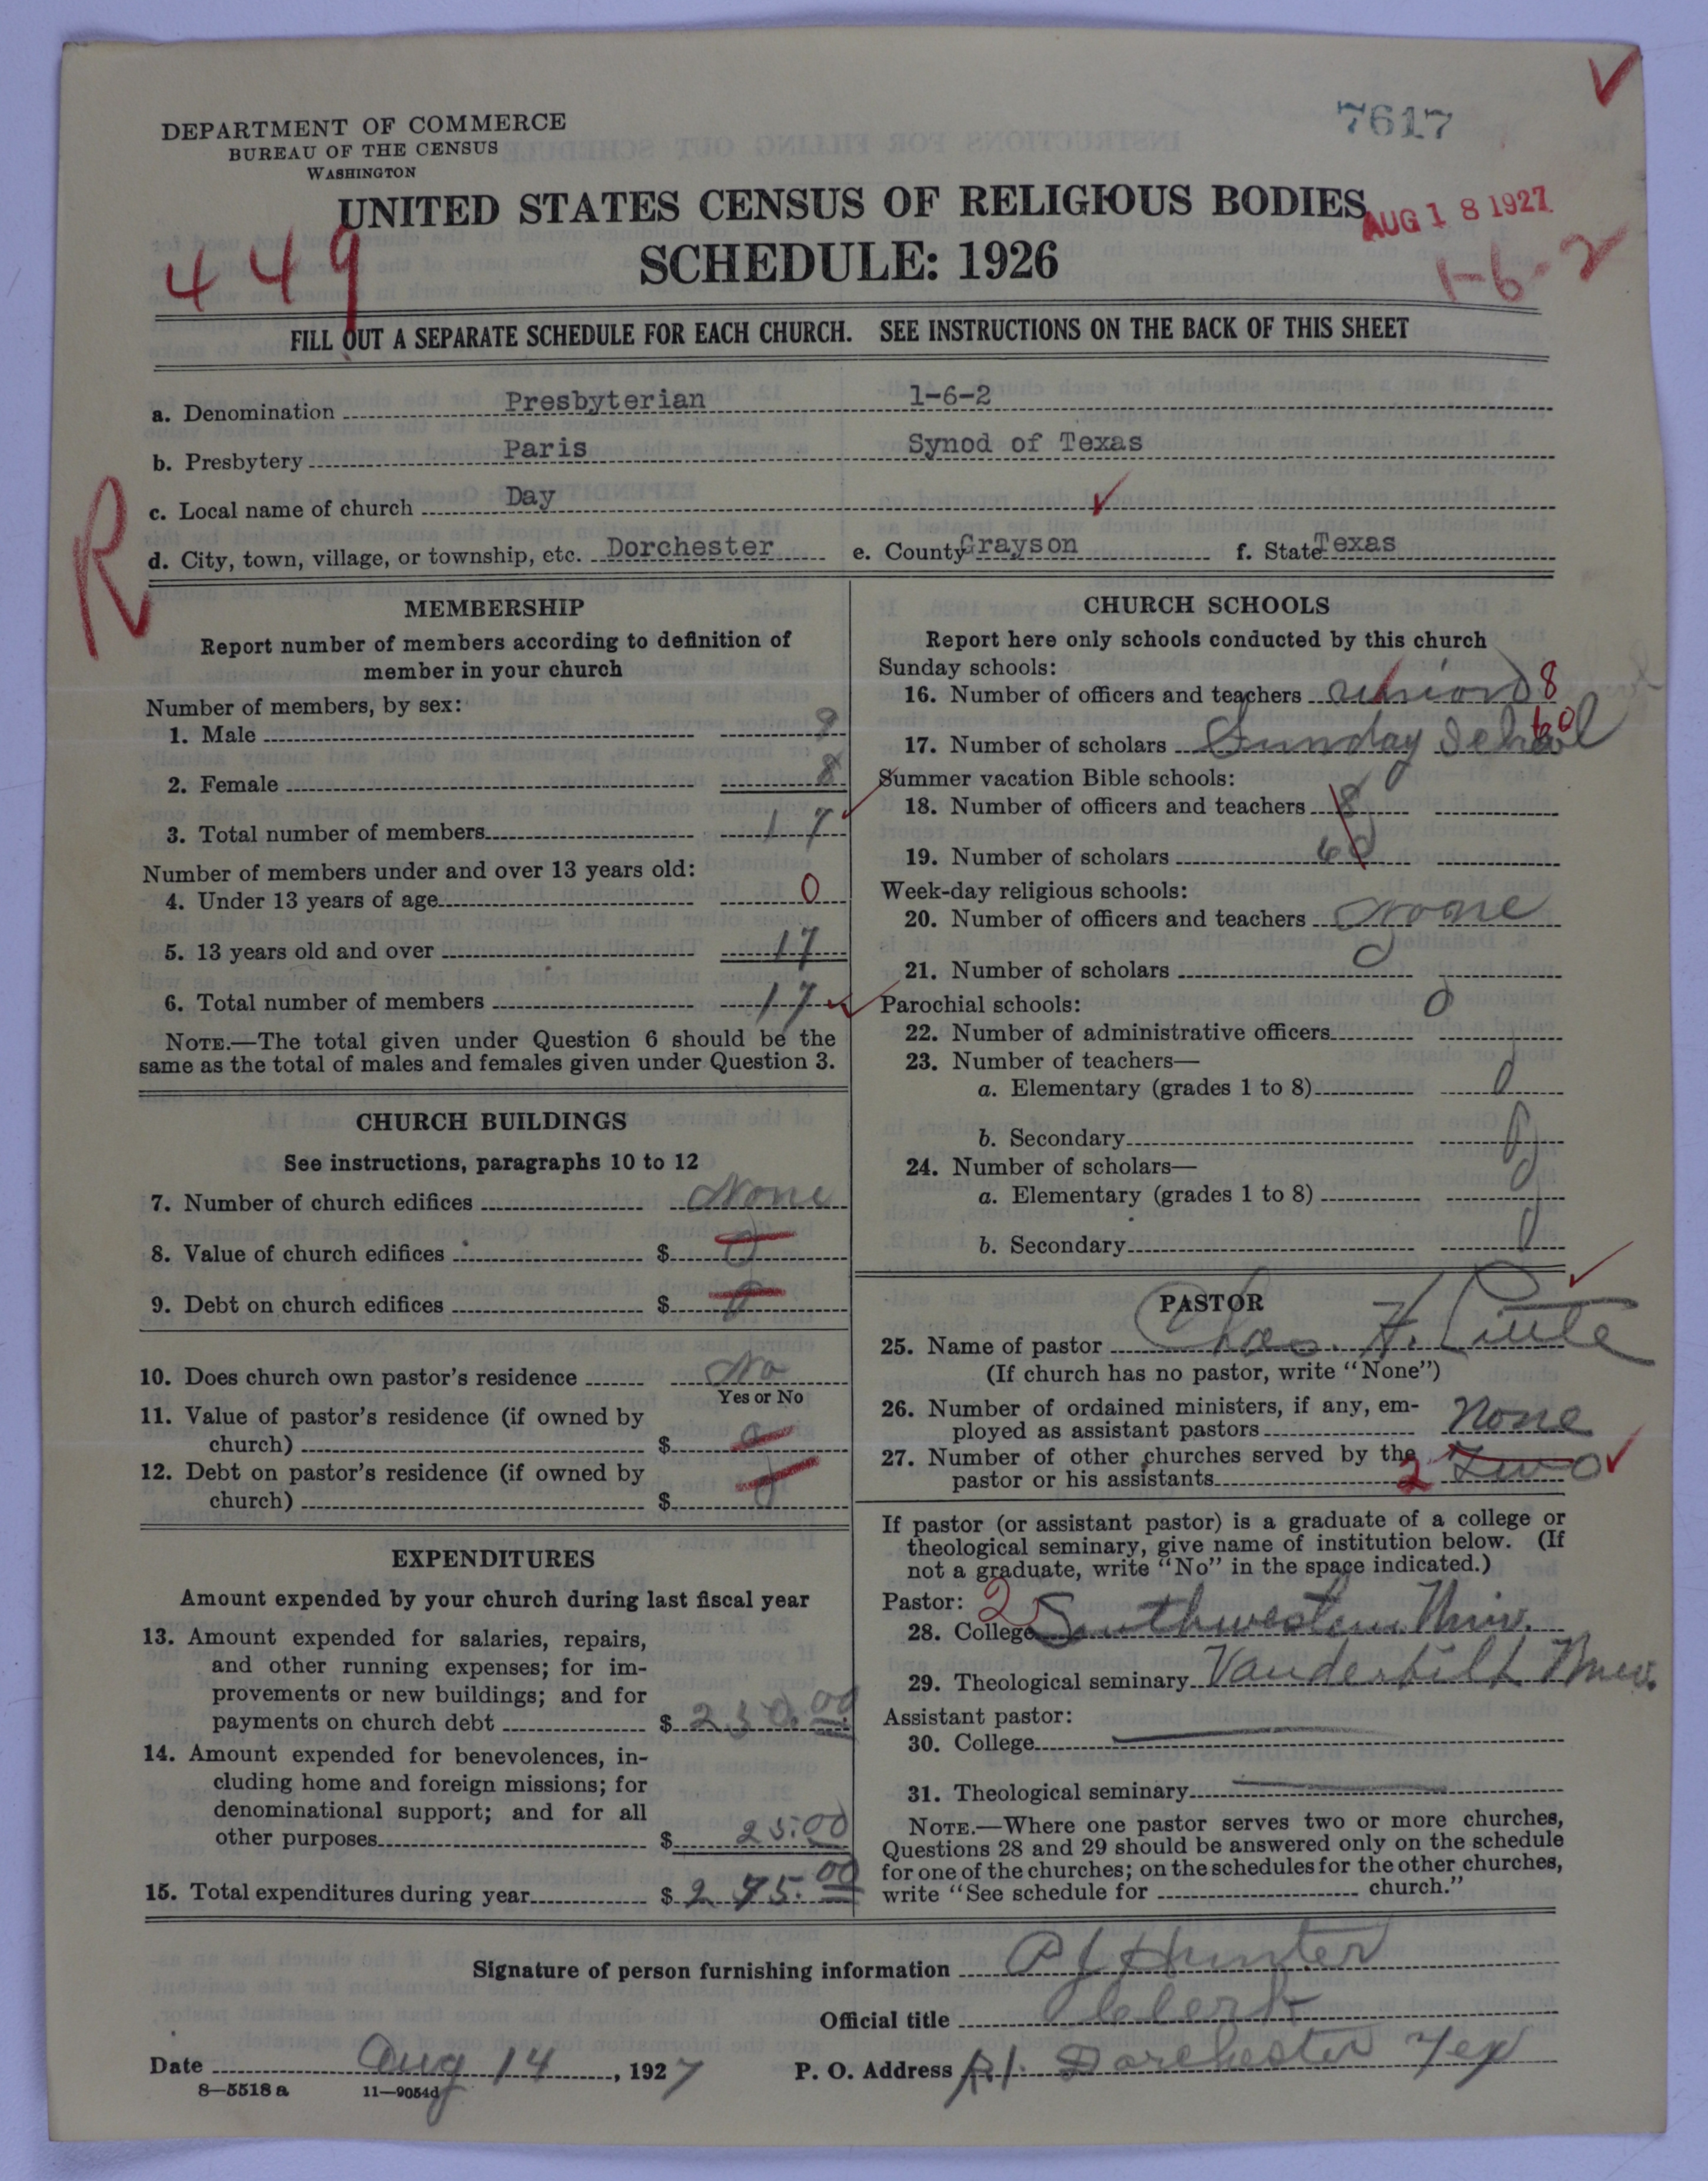 DEPARTMENT OF COMMERCE
BUREAU OF THE CENSUS
WASHINGTON
7617
UNITED STATES CENSUS OF RELIGIOUS BODIES
AUG 18 1927
SCHEDULE: 1926
449
1-6-2
FILL OUT A SEPARATE SCHEDULE FOR EACH CHURCH. SEE INSTRUCTIONS ON THE BACK OF THIS SHEET
a. Denomination Presbyterian 1-6-2
b. Presbytery Paris Synod of Texas
c. Local name of church Day
R
d. City, town, village, or township, etc. Dorchester e. County Grayson f. State Texas
MEMBERSHIP
Report number of members according to definition of
member in your church
Number of members, by sex:
1. Male 9
2. Female 8
3. Total number of members 17
Number of members under and over 13 years old:
4. Under 13 years of age 0
5. 13 years old and over 17
6. Total number of members 17
NOTE.—The total given under Question 6 should be the
same as the total of males and females given under Question 3.
CHURCH BUILDINGS
See instructions, paragraphs 10 to 12
7. Number of church edifices None
8. Value of church edifices $ 0
9. Debt on church edifices $ 0
10. Does church own pastor's residence No
Yes or No
11. Value of pastor's residence (if owned by
church) $ 0
12. Debt on pastor's residence (if owned by
church) $ 0
EXPENDITURES
Amount expended by your church during last fiscal year
13. Amount expended for salaries, repairs,
and other running expenses; for im-
provements or new buildings; and for
payments on church debt $ 250.00
14. Amount expended for benevolences, in-
cluding home and foreign missions; for
denominational support; and for all
other purposes $ 25.00
15. Total expenditures during year $ 275.00
CHURCH SCHOOLS
Report here only schools conducted by this church
Sunday schools:
16. Number of officers and teachers union 8
17. Number of scholars Sunday School 60
Summer vacation Bible schools:
18. Number of officers and teachers 8
19. Number of scholars 60
Week-day religious schools:
20. Number of officers and teachers None
21. Number of scholars 0
Parochial schools:
22. Number of administrative officers 0
23. Number of teachers—
a. Elementary (grades 1 to 8) 0
b. Secondary 0
24. Number of scholars—
a. Elementary (grades 1 to 8) 0
b. Secondary 0
PASTOR
25. Name of pastor Chas. F. Little
(If church has no pastor, write "None")
26. Number of ordained ministers, if any, em-
ployed as assistant pastors None
27. Number of other churches served by the
pastor or his assistants 2 Two
If pastor (or assistant pastor) is a graduate of a college or
theological seminary, give name of institution below. (If
not a graduate, write "No" in the space indicated.)
Pastor: 2
28. College Southwestern Univ.
29. Theological seminary Vanderbilt Univ.
Assistant pastor:
30. College
31. Theological seminary
NOTE.—Where one pastor serves two or more churches,
Questions 28 and 29 should be answered only on the schedule
for one of the churches; on the schedules for the other churches,
write "See schedule for church."
Signature of person furnishing information P J Hunter
Official title Clerk
Date Aug 14, 1927 P. O. Address R1. Dorchester Tex
8—5518 a 11—9054d